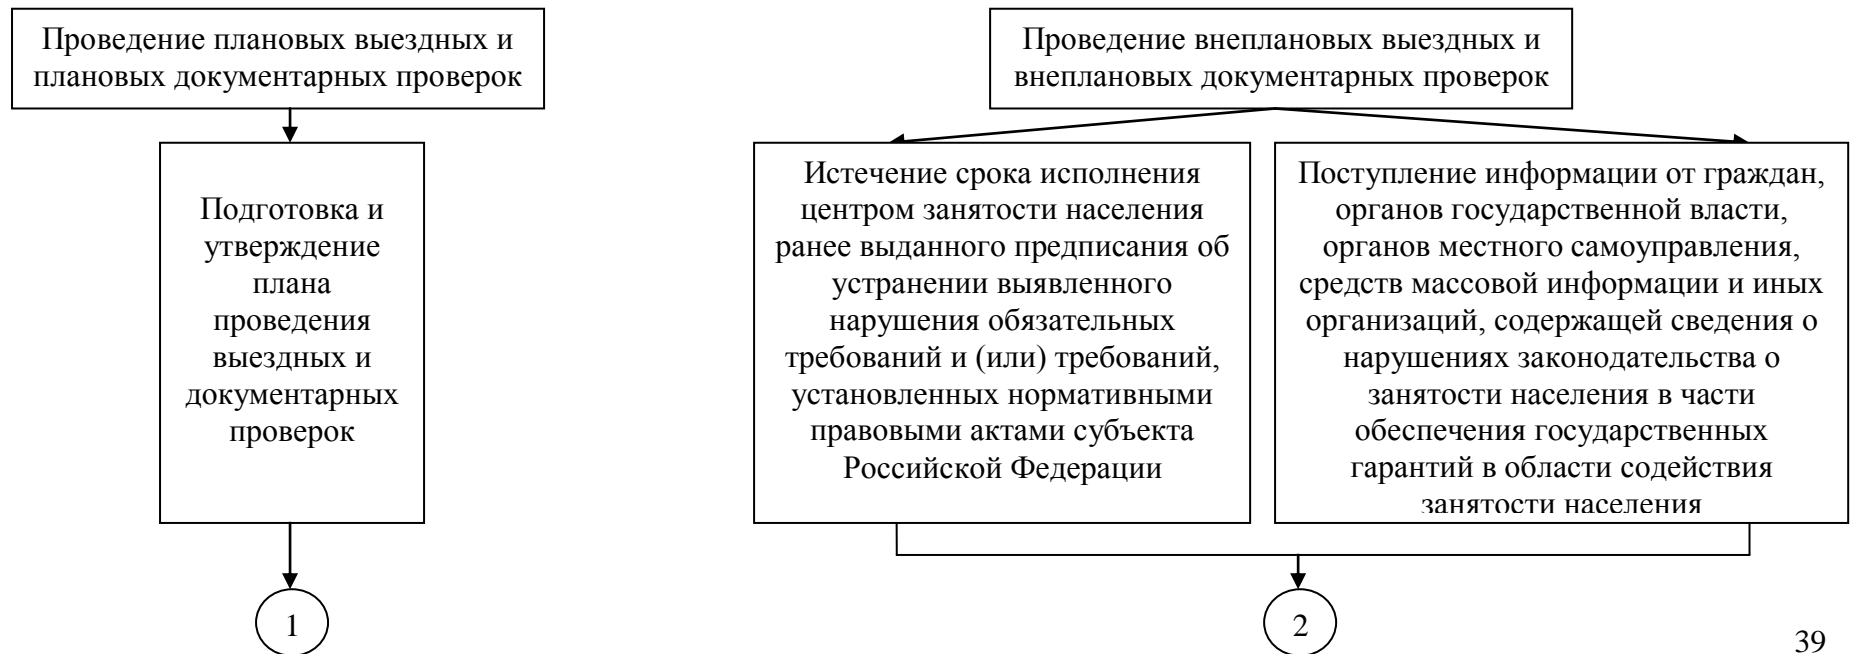 Проведение плановых выездных и
плановых документарных проверок
Проведение внеплановых выездных и
внеплановых документарных проверок
Подготовка и
утверждение
плана
проведения
выездных и
документарных
проверок
Истечение срока исполнения
центром занятости населения
ранее выданного предписания об
устранении выявленного
нарушения обязательных
требований и (или) требований,
установленных нормативными
правовыми актами субъекта
Российской Федерации
Поступление информации от граждан,
органов государственной власти,
органов местного самоуправления,
средств массовой информации и иных
организаций, содержащей сведения о
нарушениях законодательства о
занятости населения в части
обеспечения государственных
гарантий в области содействия
занятости населения
1
2
39